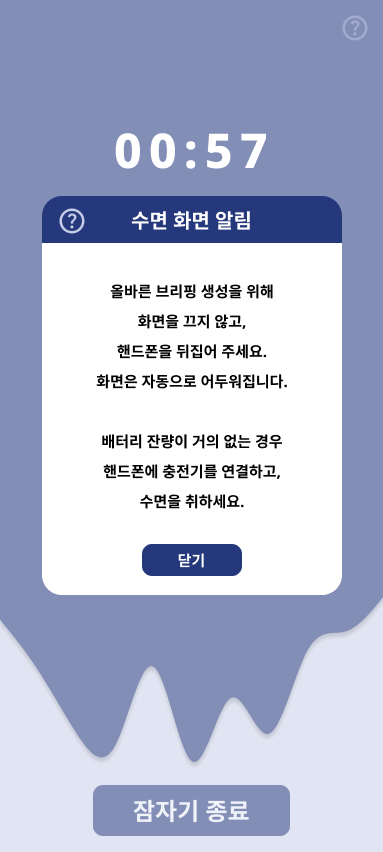 00:57
수면 화면 알림
올바른 브리핑 생성을 위해
화면을 끄지 않고,
핸드폰을 뒤집어 주세요.
화면은 자동으로 어두워집니다.
배터리 잔량이 거의 없는 경우
핸드폰에 충전기를 연결하고,
수면을 취하세요.
닫기
잠자기 종료